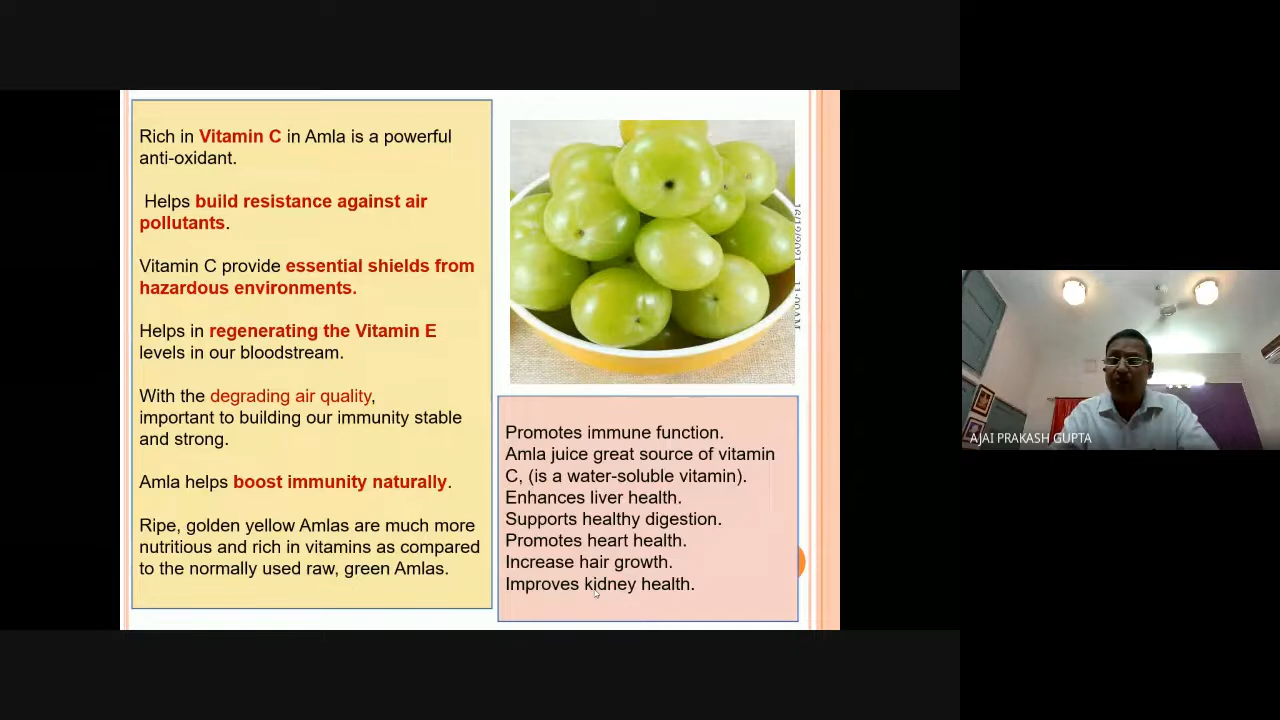 Rich in Vitamin C in Amla is a powerful
anti-oxidant.
Helps build resistance against air
pollutants.
Vitamin C provide essential shields from
hazardous environments.
Helps in regenerating the Vitamin E
levels in our bloodstream.
With the degrading air quality,
important to building our immunity stable
and strong.
Amla helps boost immunity naturally.
Ripe, golden yellow Amlas are much more
nutritious and rich in vitamins as compared
to the normally used raw, green Amlas.
Promotes immune function.
Amla juice great source of vitamin
C, (is a water-soluble vitamin).
Enhances liver health.
Supports healthy digestion.
Promotes heart health.
Increase hair growth.
Improves kidney health.
AJAI PRAKASH GUPTA